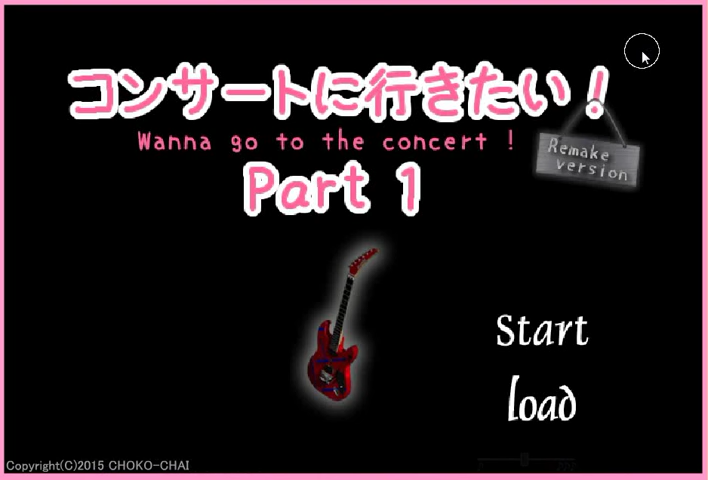 コンサートに行きたい!
Wanna go to the concert !
Remake
version
Part 1
Start
load
Copyright(C)2015 CHOKO-CHAI